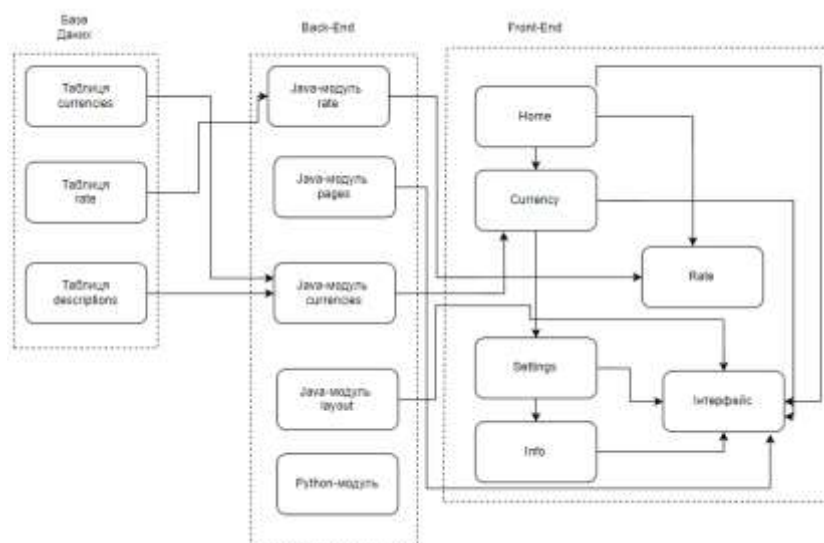 База
Даних
Таблиця
currencies
Таблиця
rate
Таблиця
descriptions
Back-End
Java-модуль
rate
Java-модуль
pages
Java-модуль
currencies
Java-модуль
layout
Python-модуль
Front-End
Home
Currency
Rate
Settings
Інтерфейс
Info